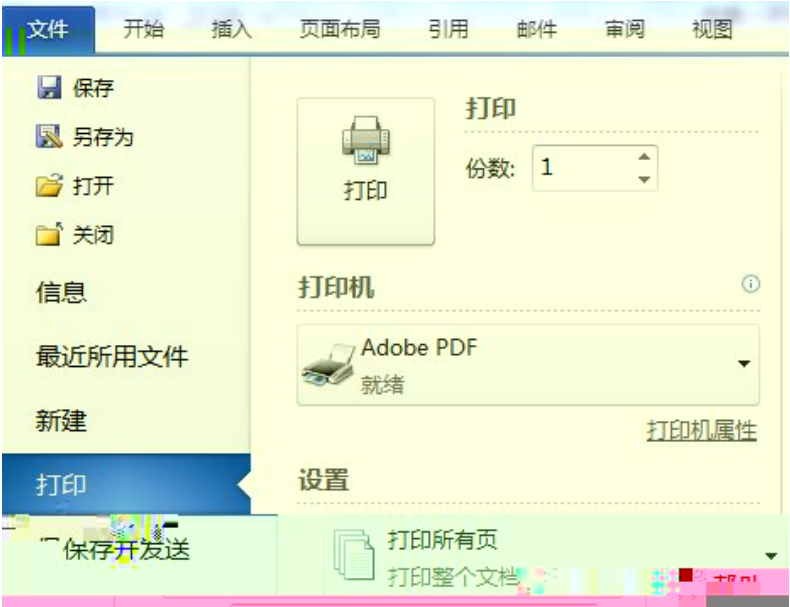 文件 开始 插入 页面布局 引用 邮件 审阅 视图
保存
另存为
打开
关闭
信息
最近所用文件
新建
打印
保存并发送
打印
打印
份数: 1
打印机
Adobe PDF
就绪
打印机属性
设置
打印所有页
打印整个文档